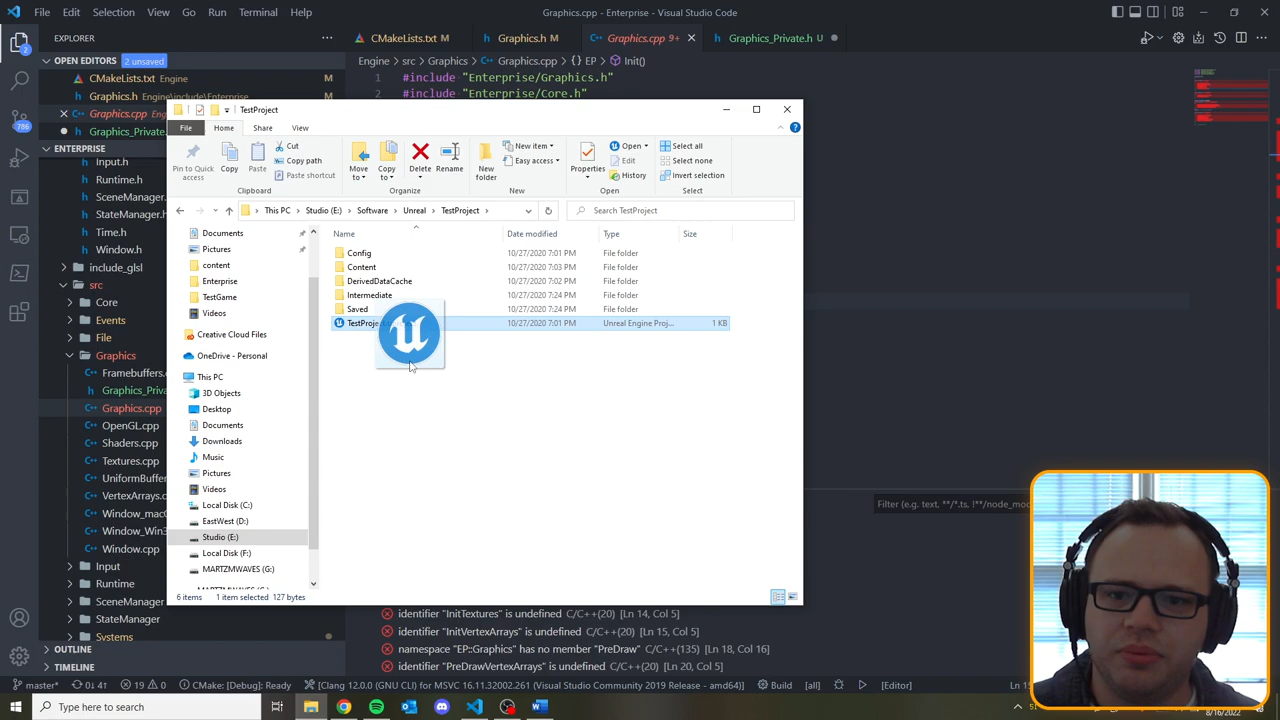 File Edit Selection View Go Run Terminal Help
Graphics.cpp - Enterprise - Visual Studio Code
EXPLORER
CMakeLists.txt M
Graphics.h M
Graphics.cpp 9+
Graphics_Private.h U
OPEN EDITORS 2 unsaved
Engine > src > Graphics > Graphics.cpp > {} EP > Init()
CMakeLists.txt Engine M
Graphics.h Engine\include\Enterprise M
Graphics.cpp Engine
Graphics_Private.
1 #include "Enterprise/Graphics.h"
2 #include "Enterprise/Core.h"
ENTERPRISE
Input.h
Runtime.h
SceneManager.
StateManager.h
Time.h
Window.h
include_glsl
src
Core
Events
File
Graphics
Framebuffers.c
Graphics_Priva
Graphics.cpp
OpenGL.cpp
Shaders.cpp
Textures.cpp
UniformBuffer
VertexArrays.c
Window_mac
Window_Win3
Window.cpp
Input
Runtime
SceneManager
StateManager
Systems
OUTLINE
TIMELINE
2
786
TestProject
File Home Share View
Pin to Quick access
Copy
Paste
Cut
Copy path
Paste shortcut
Clipboard
Move to
Copy to
Delete
Rename
Organize
New folder
New item
Easy access
New
Properties
Open
Edit
History
Open
Select all
Select none
Invert selection
Select
This PC > Studio (E:) > Software > Unreal > TestProject >
Search TestProject
Name Date modified Type Size
Config 10/27/2020 7:01 PM File folder
Content 10/27/2020 7:03 PM File folder
DerivedDataCache 10/27/2020 7:02 PM File folder
Intermediate 10/27/2020 7:24 PM File folder
Saved 10/27/2020 7:24 PM File folder
TestProje 10/27/2020 7:01 PM Unreal Engine Proj... 1 KB
Documents
Pictures
content
Enterprise
TestGame
Videos
Creative Cloud Files
OneDrive - Personal
This PC
3D Objects
Desktop
Documents
Downloads
Music
Pictures
Videos
Local Disk (C:)
EastWest (D:)
Studio (E:)
Local Disk (F:)
MARTZMWAVES (G:)
6 items 1 item selected 127 bytes
Filter (e.g. text, **/*.ts, !**/node_mo
identifier "InitTextures" is undefined C/C++(20) [Ln 14, Col 5]
identifier "InitVertexArrays" is undefined C/C++(20) [Ln 15, Col 5]
namespace "EP::Graphics" has no member "PreDraw" C/C++(135) [Ln 18, Col 16]
identifier "PreDrawVertexArrays" is undefined C/C++(20) [Ln 20, Col 5]
master* 0↓ 4↑ 19 0 CMake: [Debug]: Ready [Clang 12.0.0 (GNU CLI) for MSVC 16.11.32002.261 (Visual Studio Community 2019 Release - amd64)] Build [all] [Editor]
Type here to search
8/16/2022